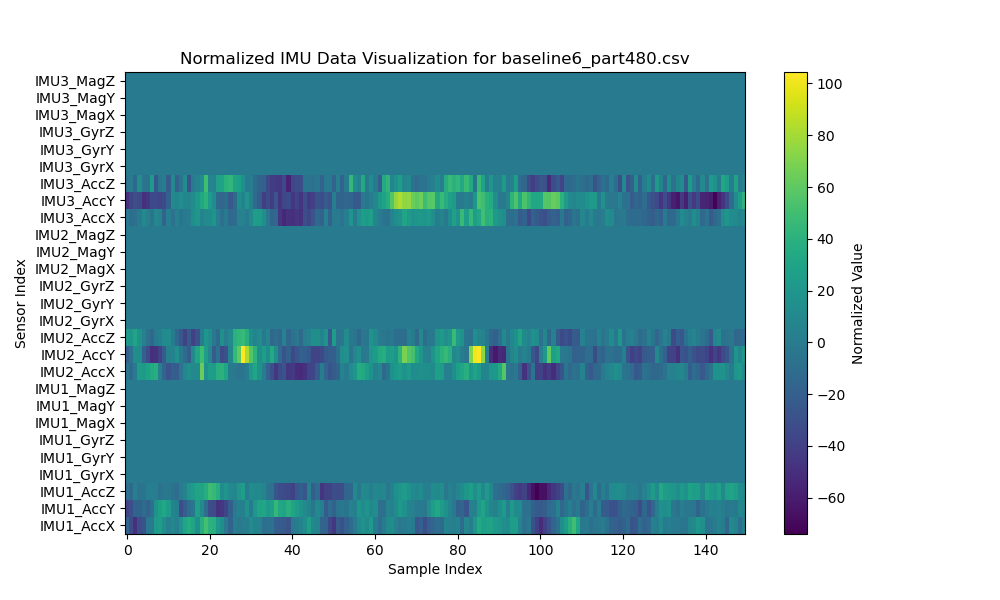 Normalized IMU Data Visualization for baseline6_part480.csv
IMU3_MagZ
IMU3_MagY
IMU3_MagX
IMU3_GyrZ
IMU3_GyrY
IMU3_GyrX
IMU3_AccZ
IMU3_AccY
IMU3_AccX
IMU2_MagZ
IMU2_MagY
IMU2_MagX
IMU2_GyrZ
IMU2_GyrY
IMU2_GyrX
IMU2_AccZ
IMU2_AccY
IMU2_AccX
IMU1_MagZ
IMU1_MagY
IMU1_MagX
IMU1_GyrZ
IMU1_GyrY
IMU1_GyrX
IMU1_AccZ
IMU1_AccY
IMU1_AccX
Sensor Index
0 20 40 60 80 100 120 140
Sample Index
100
80
60
40
20
0
−20
−40
−60
Normalized Value